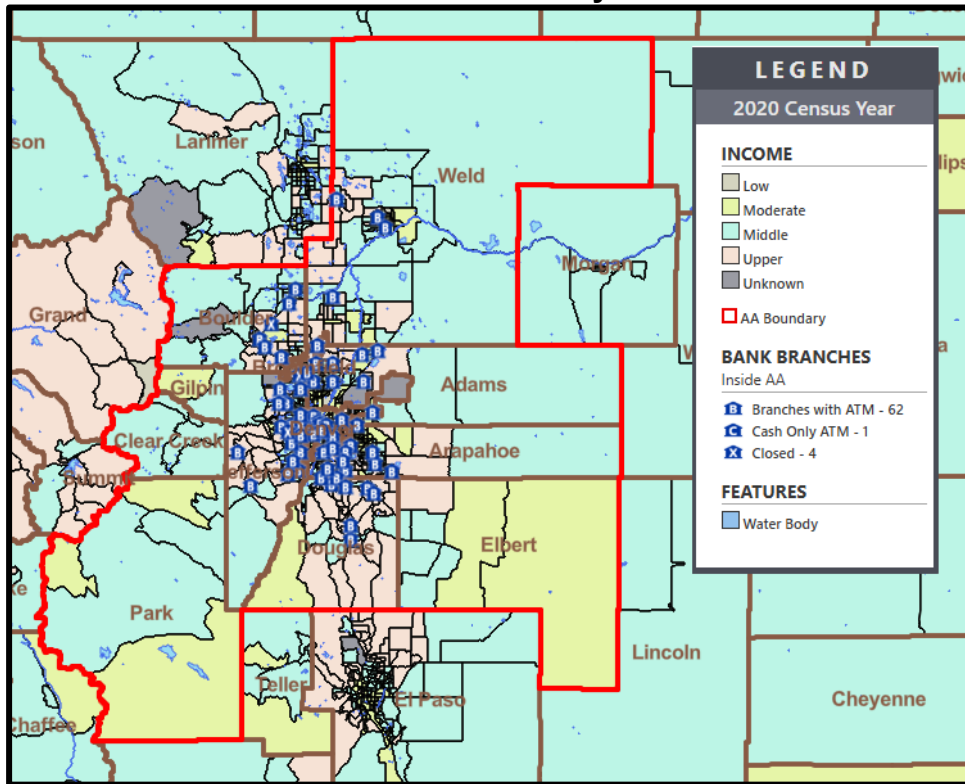 LEGEND
2020 Census Year
INCOME
Low
Moderate
Middle
Upper
Unknown
AA Boundary
BANK BRANCHES
Inside AA
Branches with ATM - 62
Cash Only ATM - 1
Closed - 4
FEATURES
Water Body
son
Larimer
Weld
Morgan
Grand
Boulder
Gilpin
Adams
Clear Creek
Denver
Arapahoe
Summit
Jefferson
Douglas
Elbert
Park
Lincoln
Teller
El Paso
Cheyenne
Chaffee